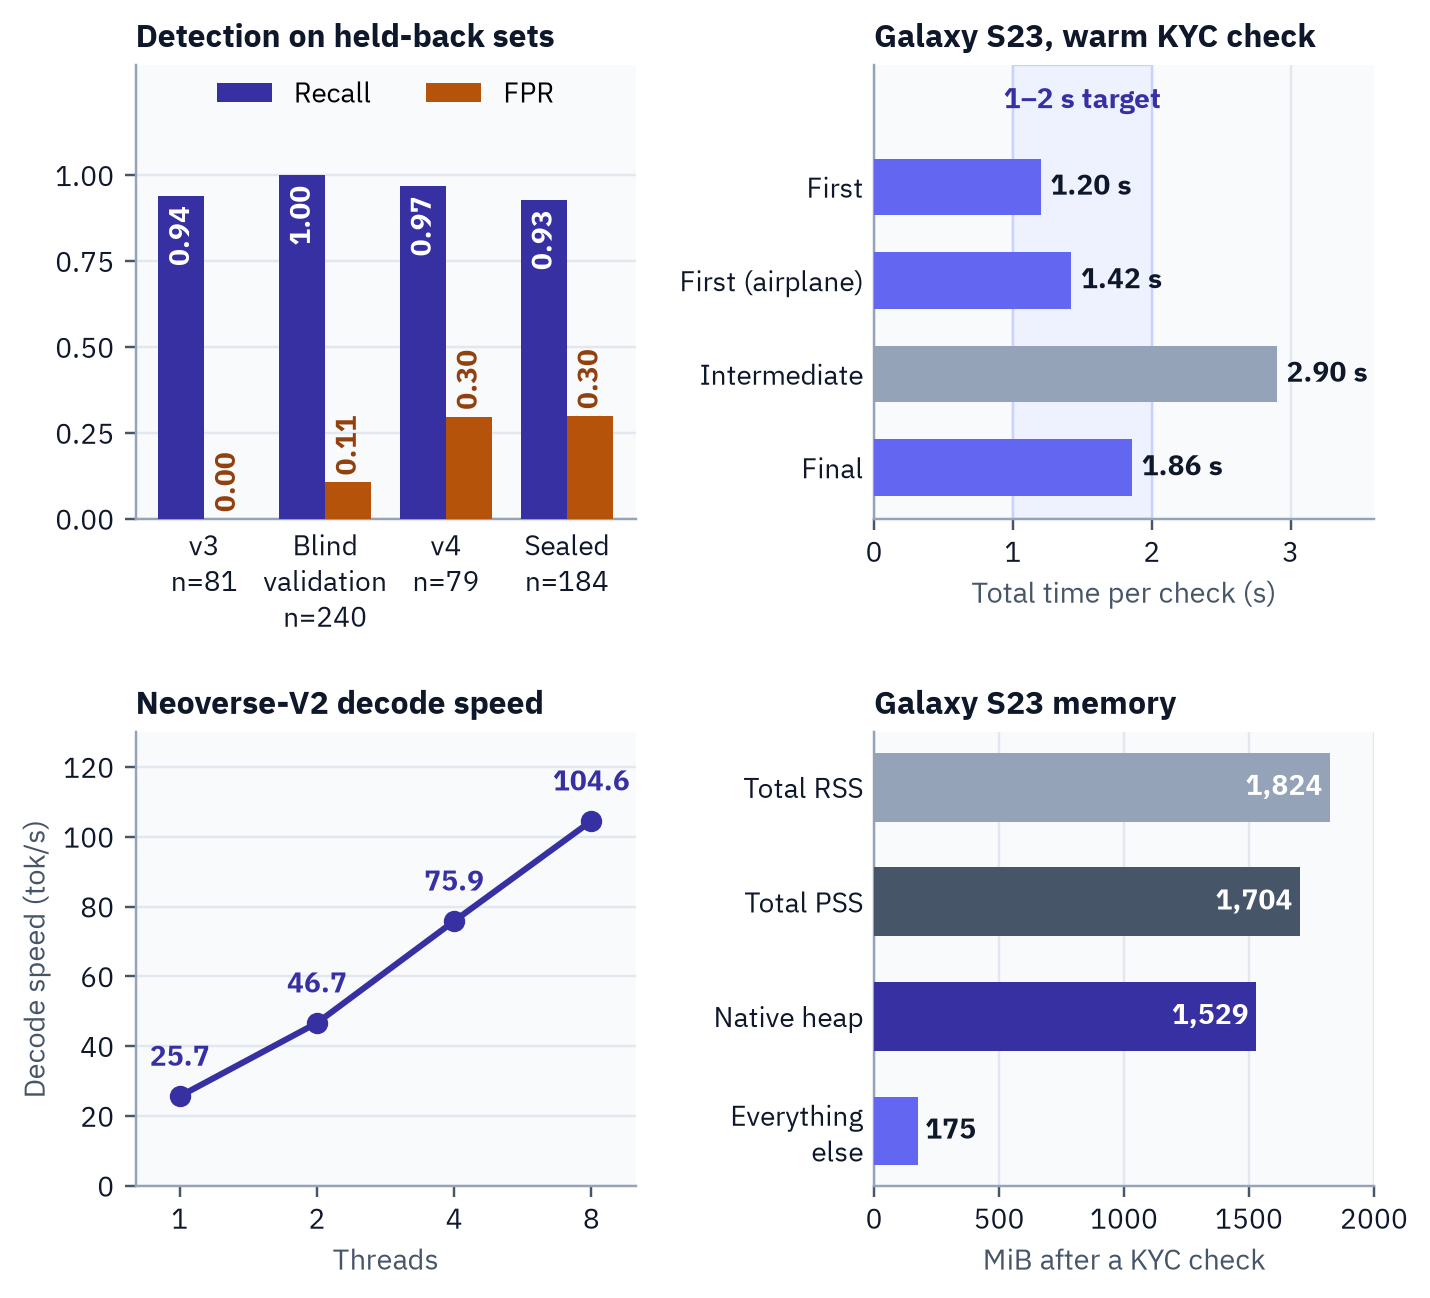 Detection on held-back sets
Recall
FPR
1.00
0.75
0.50
0.25
0.00
0.94
0.00
1.00
0.11
0.97
0.30
0.93
0.30
v3
n=81
Blind
validation
n=240
v4
n=79
Sealed
n=184
Galaxy S23, warm KYC check
1–2 s target
First
1.20 s
First (airplane)
1.42 s
Intermediate
2.90 s
Final
1.86 s
0
1
2
3
Total time per check (s)
Neoverse-V2 decode speed
Decode speed (tok/s)
120
100
80
60
40
20
0
25.7
46.7
75.9
104.6
1
2
4
8
Threads
Galaxy S23 memory
Total RSS
1,824
Total PSS
1,704
Native heap
1,529
Everything
else
175
0
500
1000
1500
2000
MiB after a KYC check